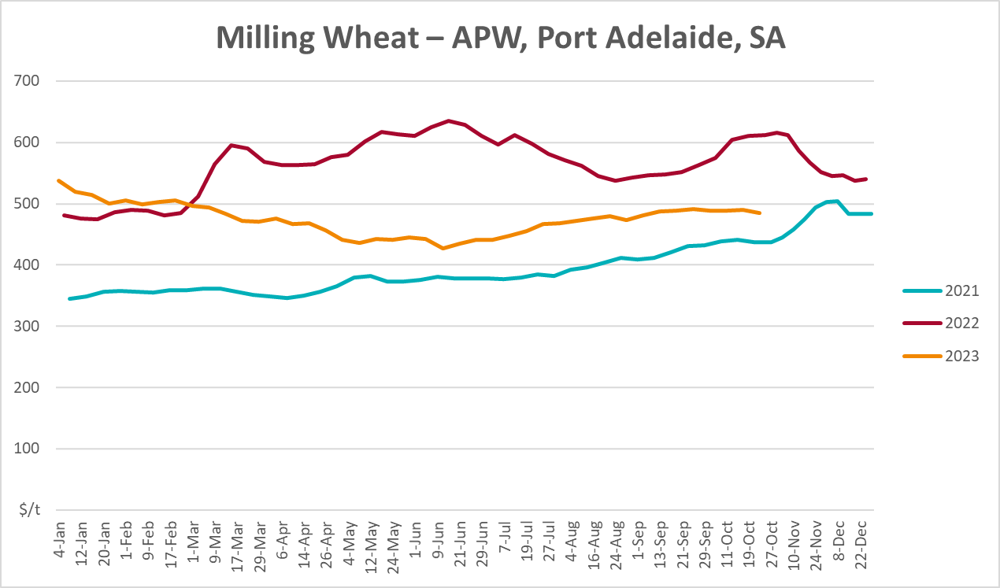 Milling Wheat – APW, Port Adelaide, SA
700
600
500
400
300
200
100
$/t
4-Jan
12-Jan
20-Jan
1-Feb
9-Feb
17-Feb
1-Mar
9-Mar
17-Mar
29-Mar
6-Apr
14-Apr
26-Apr
4-May
12-May
24-May
1-Jun
9-Jun
21-Jun
29-Jun
7-Jul
19-Jul
27-Jul
4-Aug
16-Aug
24-Aug
1-Sep
13-Sep
21-Sep
29-Sep
11-Oct
19-Oct
27-Oct
10-Nov
24-Nov
8-Dec
22-Dec
2021
2022
2023